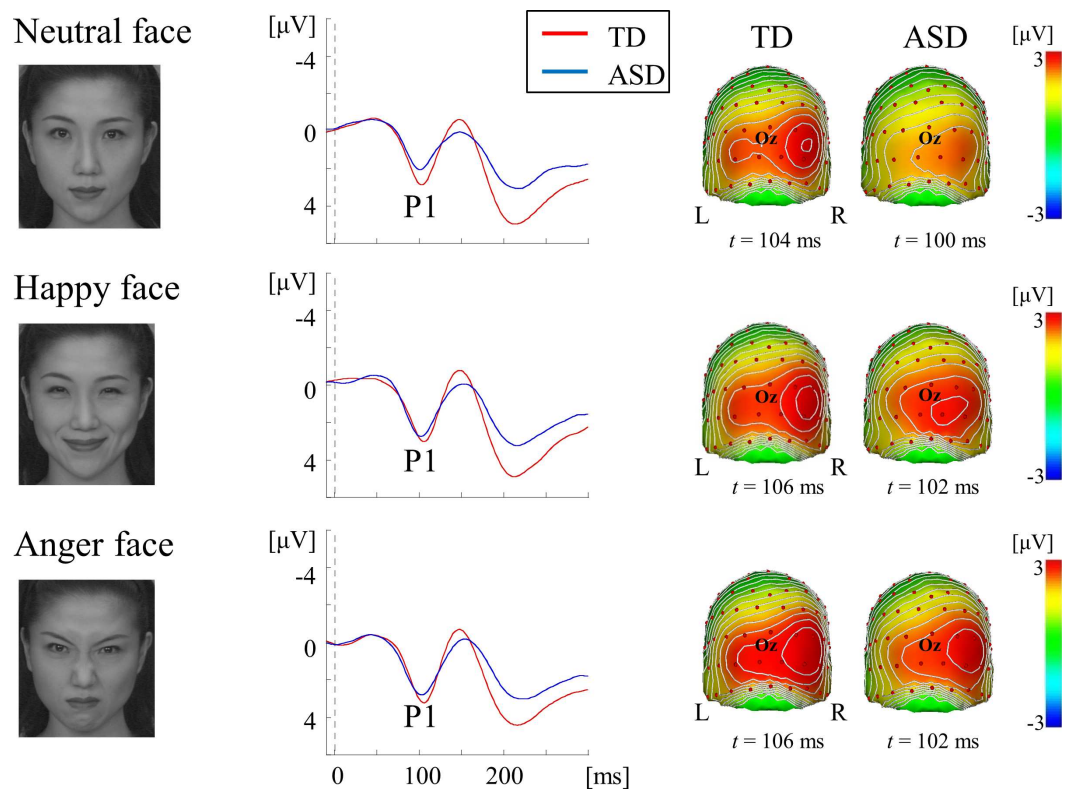 Neutral face
[µV]
-4
0
4
P1
TD
ASD
TD
ASD
[µV]
3
-3
Oz
Oz
L
R
t = 104 ms
t = 100 ms
Happy face
[µV]
-4
0
4
P1
[µV]
3
-3
Oz
Oz
L
R
t = 106 ms
t = 102 ms
Anger face
[µV]
-4
0
4
P1
0
100
200
[ms]
[µV]
3
-3
Oz
Oz
L
R
t = 106 ms
t = 102 ms